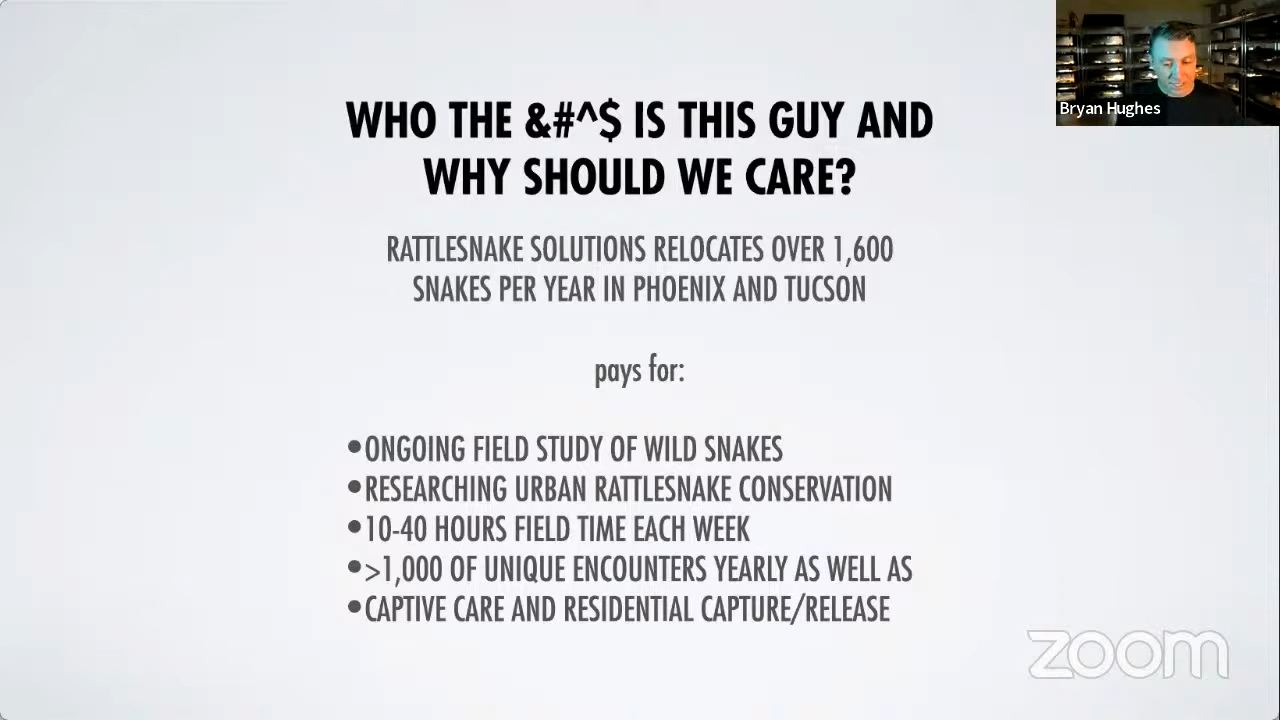 Bryan Hughes
WHO THE &#^$ IS THIS GUY AND
WHY SHOULD WE CARE?
RATTLESNAKE SOLUTIONS RELOCATES OVER 1,600
SNAKES PER YEAR IN PHOENIX AND TUCSON
pays for:
•ONGOING FIELD STUDY OF WILD SNAKES
•RESEARCHING URBAN RATTLESNAKE CONSERVATION
•10-40 HOURS FIELD TIME EACH WEEK
•>1,000 OF UNIQUE ENCOUNTERS YEARLY AS WELL AS
•CAPTIVE CARE AND RESIDENTIAL CAPTURE/RELEASE
zoom